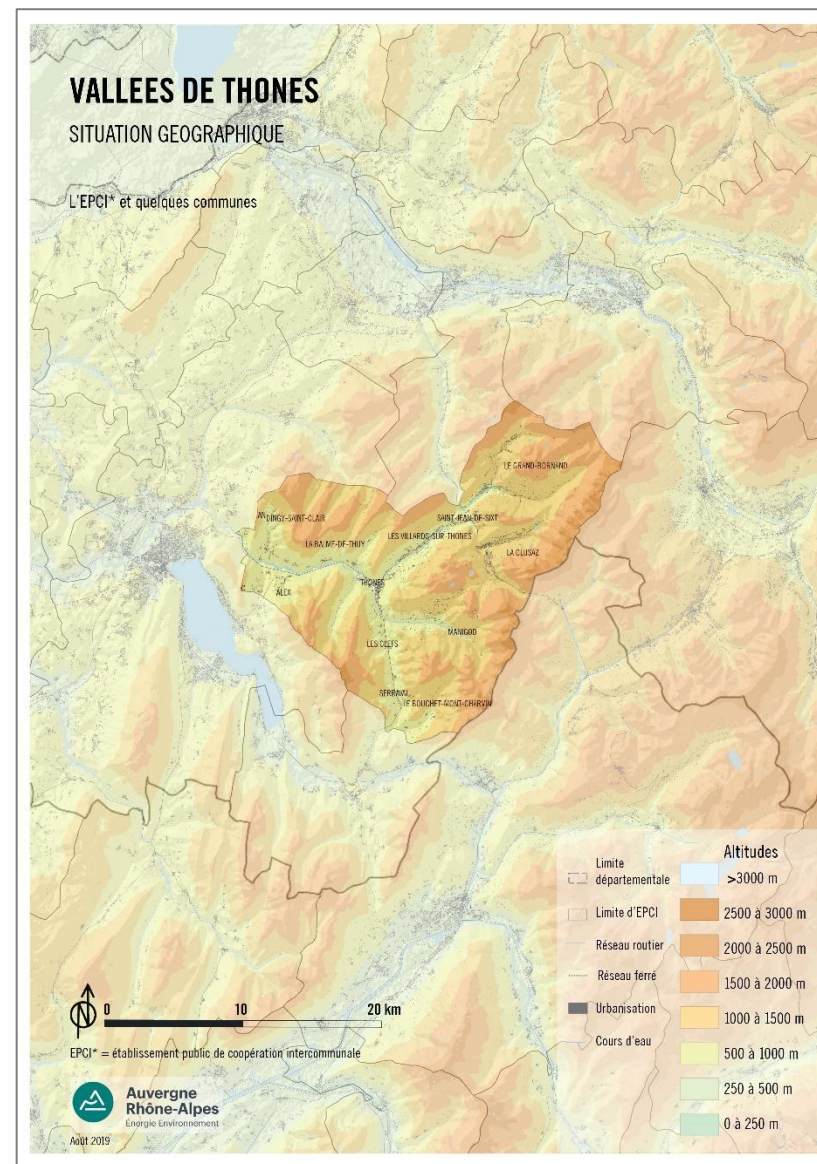 VALLEES DE THONES
SITUATION GEOGRAPHIQUE
L'EPCI* et quelques communes
LE GRAND-BORNAND
AN
DINGY-SAINT-CLAIR
SAINT-JEAN-DE-SIXT
LES VILLARDS-SUR-THONES
LA BALME-DE-THUY
LA CLUSAZ
THONES
ALEX
MANIGOD
LES CLEFS
SERRAVAL
LE BOUCHET-MONT-CHARVIN
Altitudes
Limite
départementale
>3000 m
Limite d'EPCI
2500 à 3000 m
Réseau routier
2000 à 2500 m
Réseau ferré
1500 à 2000 m
Urbanisation
1000 à 1500 m
Cours d'eau
500 à 1000 m
250 à 500 m
0 à 250 m
N
0 10 20 km
EPCI* = établissement public de coopération intercommunale
Auvergne
Rhône-Alpes
Énergie Environnement
Août 2019